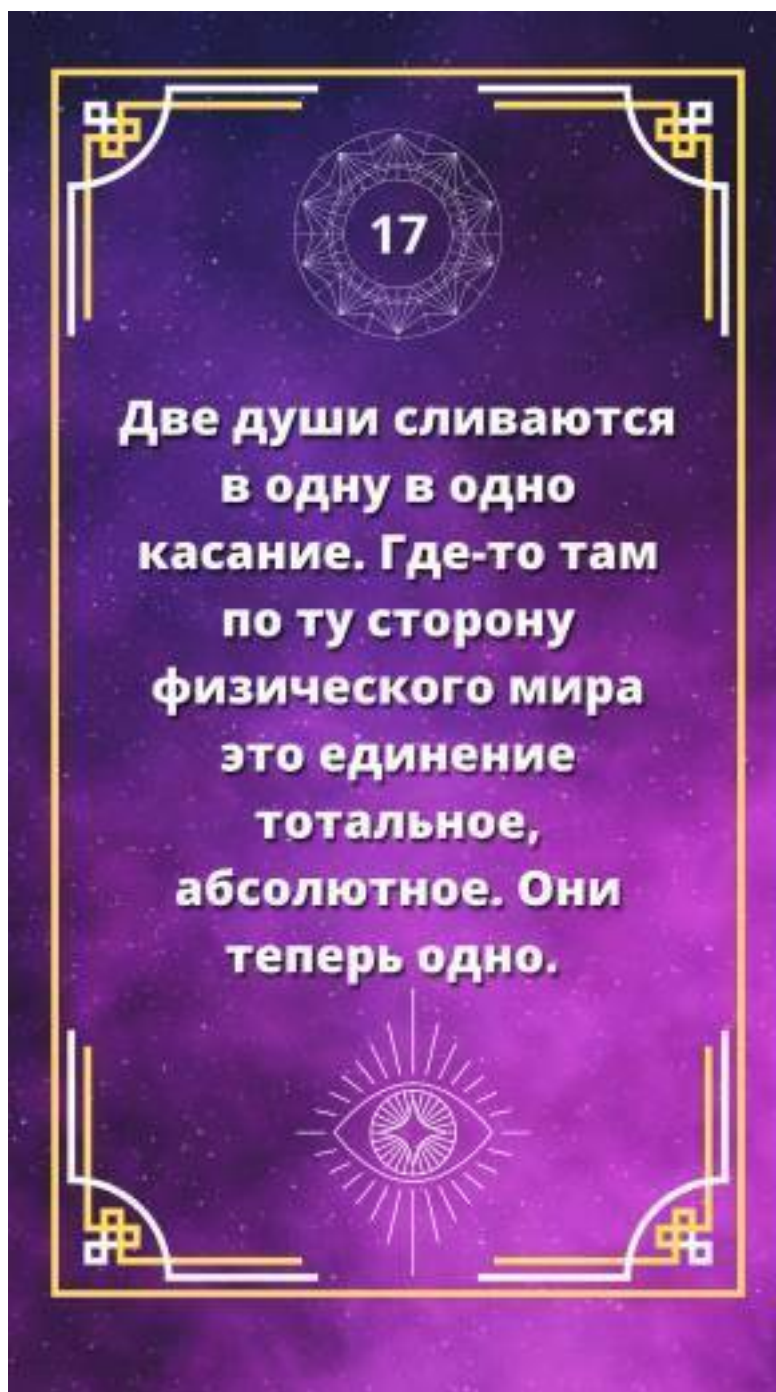 17
Две души сливаются
в одну в одно
касание. Где-то там
по ту сторону
физического мира
это единение
тотальное,
абсолютное. Они
теперь одно.